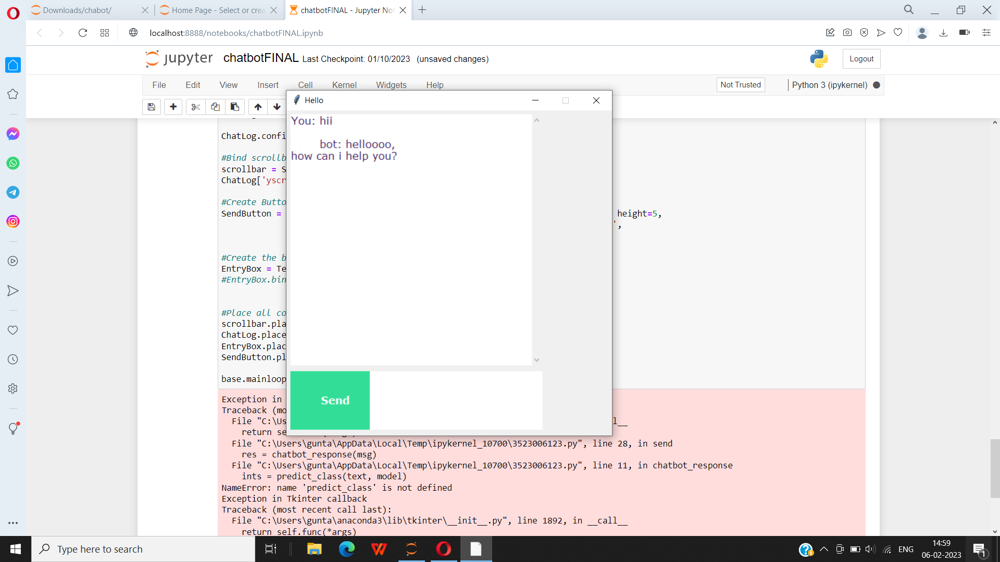 Downloads/chabot/
Home Page - Select or crea
chatbotFINAL - Jupyter Not
localhost:8888/notebooks/chatbotFINAL.ipynb
jupyter chatbotFINAL Last Checkpoint: 01/10/2023 (unsaved changes)
Logout
File Edit View Insert Cell Kernel Widgets Help
Not Trusted
Python 3 (ipykernel)
Hello
You: hii
bot: helloooo,
how can i help you?
Send
ChatLog.confi
#Bind scrollb
scrollbar = S
ChatLog['yscr
#Create Butto
SendButton = height=5,
',
#Create the b
EntryBox = Te
#EntryBox.bin
#Place all co
scrollbar.pla
ChatLog.place
EntryBox.plac
SendButton.pl
base.mainloop
Exception in
Traceback (mo
File "C:\Us l__
return se
File "C:\Users\gunta\AppData\Local\Temp\ipykernel_10700\3523006123.py", line 28, in send
res = chatbot_response(msg)
File "C:\Users\gunta\AppData\Local\Temp\ipykernel_10700\3523006123.py", line 11, in chatbot_response
ints = predict_class(text, model)
NameError: name 'predict_class' is not defined
Exception in Tkinter callback
Traceback (most recent call last):
File "C:\Users\gunta\anaconda3\lib\tkinter\__init__.py", line 1892, in __call__
return self.func(*args)
Type here to search
ENG
14:59
06-02-2023
1